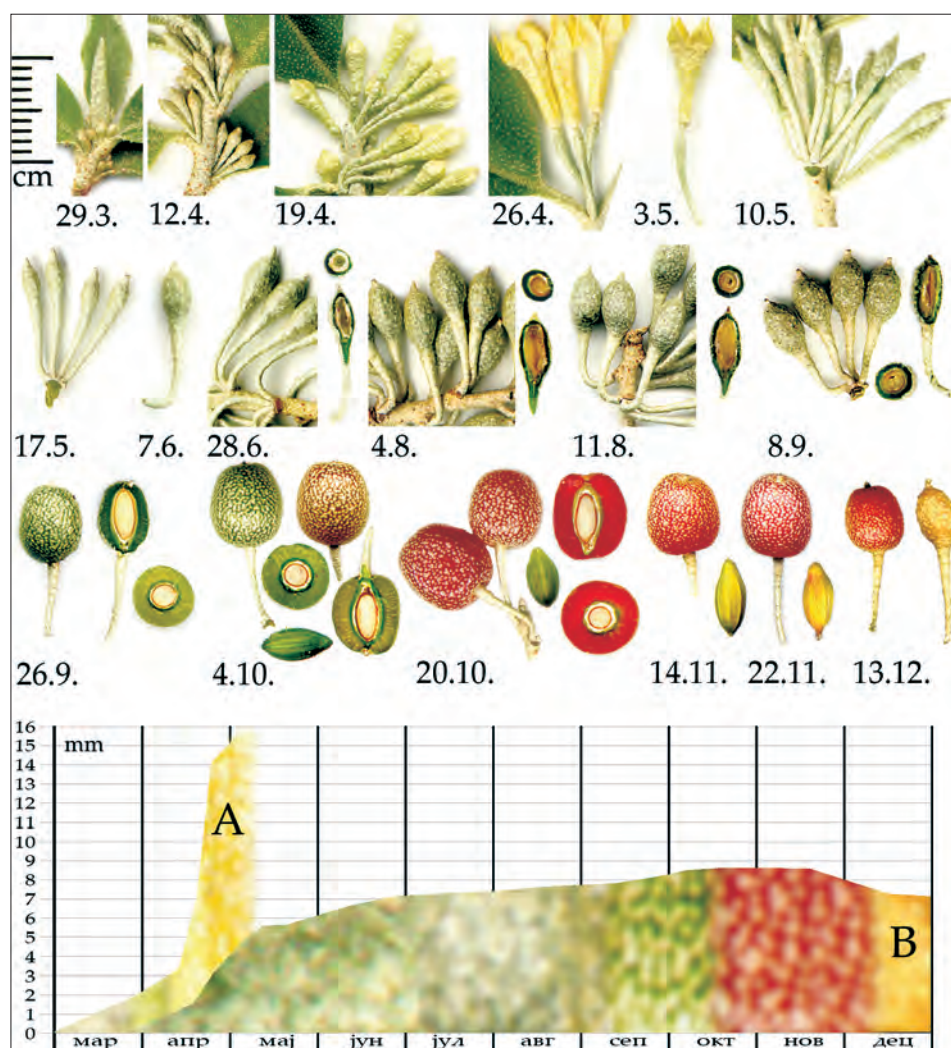 cm
29.3. 12.4. 19.4. 26.4. 3.5. 10.5.
17.5. 7.6. 28.6. 4.8. 11.8. 8.9.
26.9. 4.10. 20.10. 14.11. 22.11. 13.12.
16
mm
15
14
13
12
A
11
10
9
8
7
6
5
B
4
3
2
1
0
мар апр мај јун јул авг сеп окт нов дец